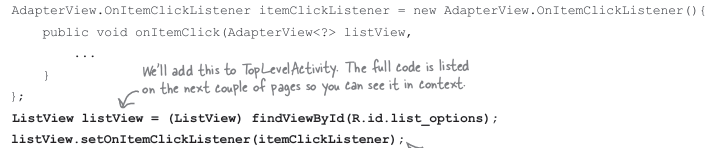 AdapterView.OnItemClickListener itemClickListener = new AdapterView.OnItemClickListener(){
public void onItemClick(AdapterView<?> listView,
...
}
We'll add this to TopLevelActivity. The full code is listed
on the next couple of pages so you can see it in context.
};
ListView listView = (ListView) findViewById(R.id.list_options);
listView.setOnItemClickListener(itemClickListener);